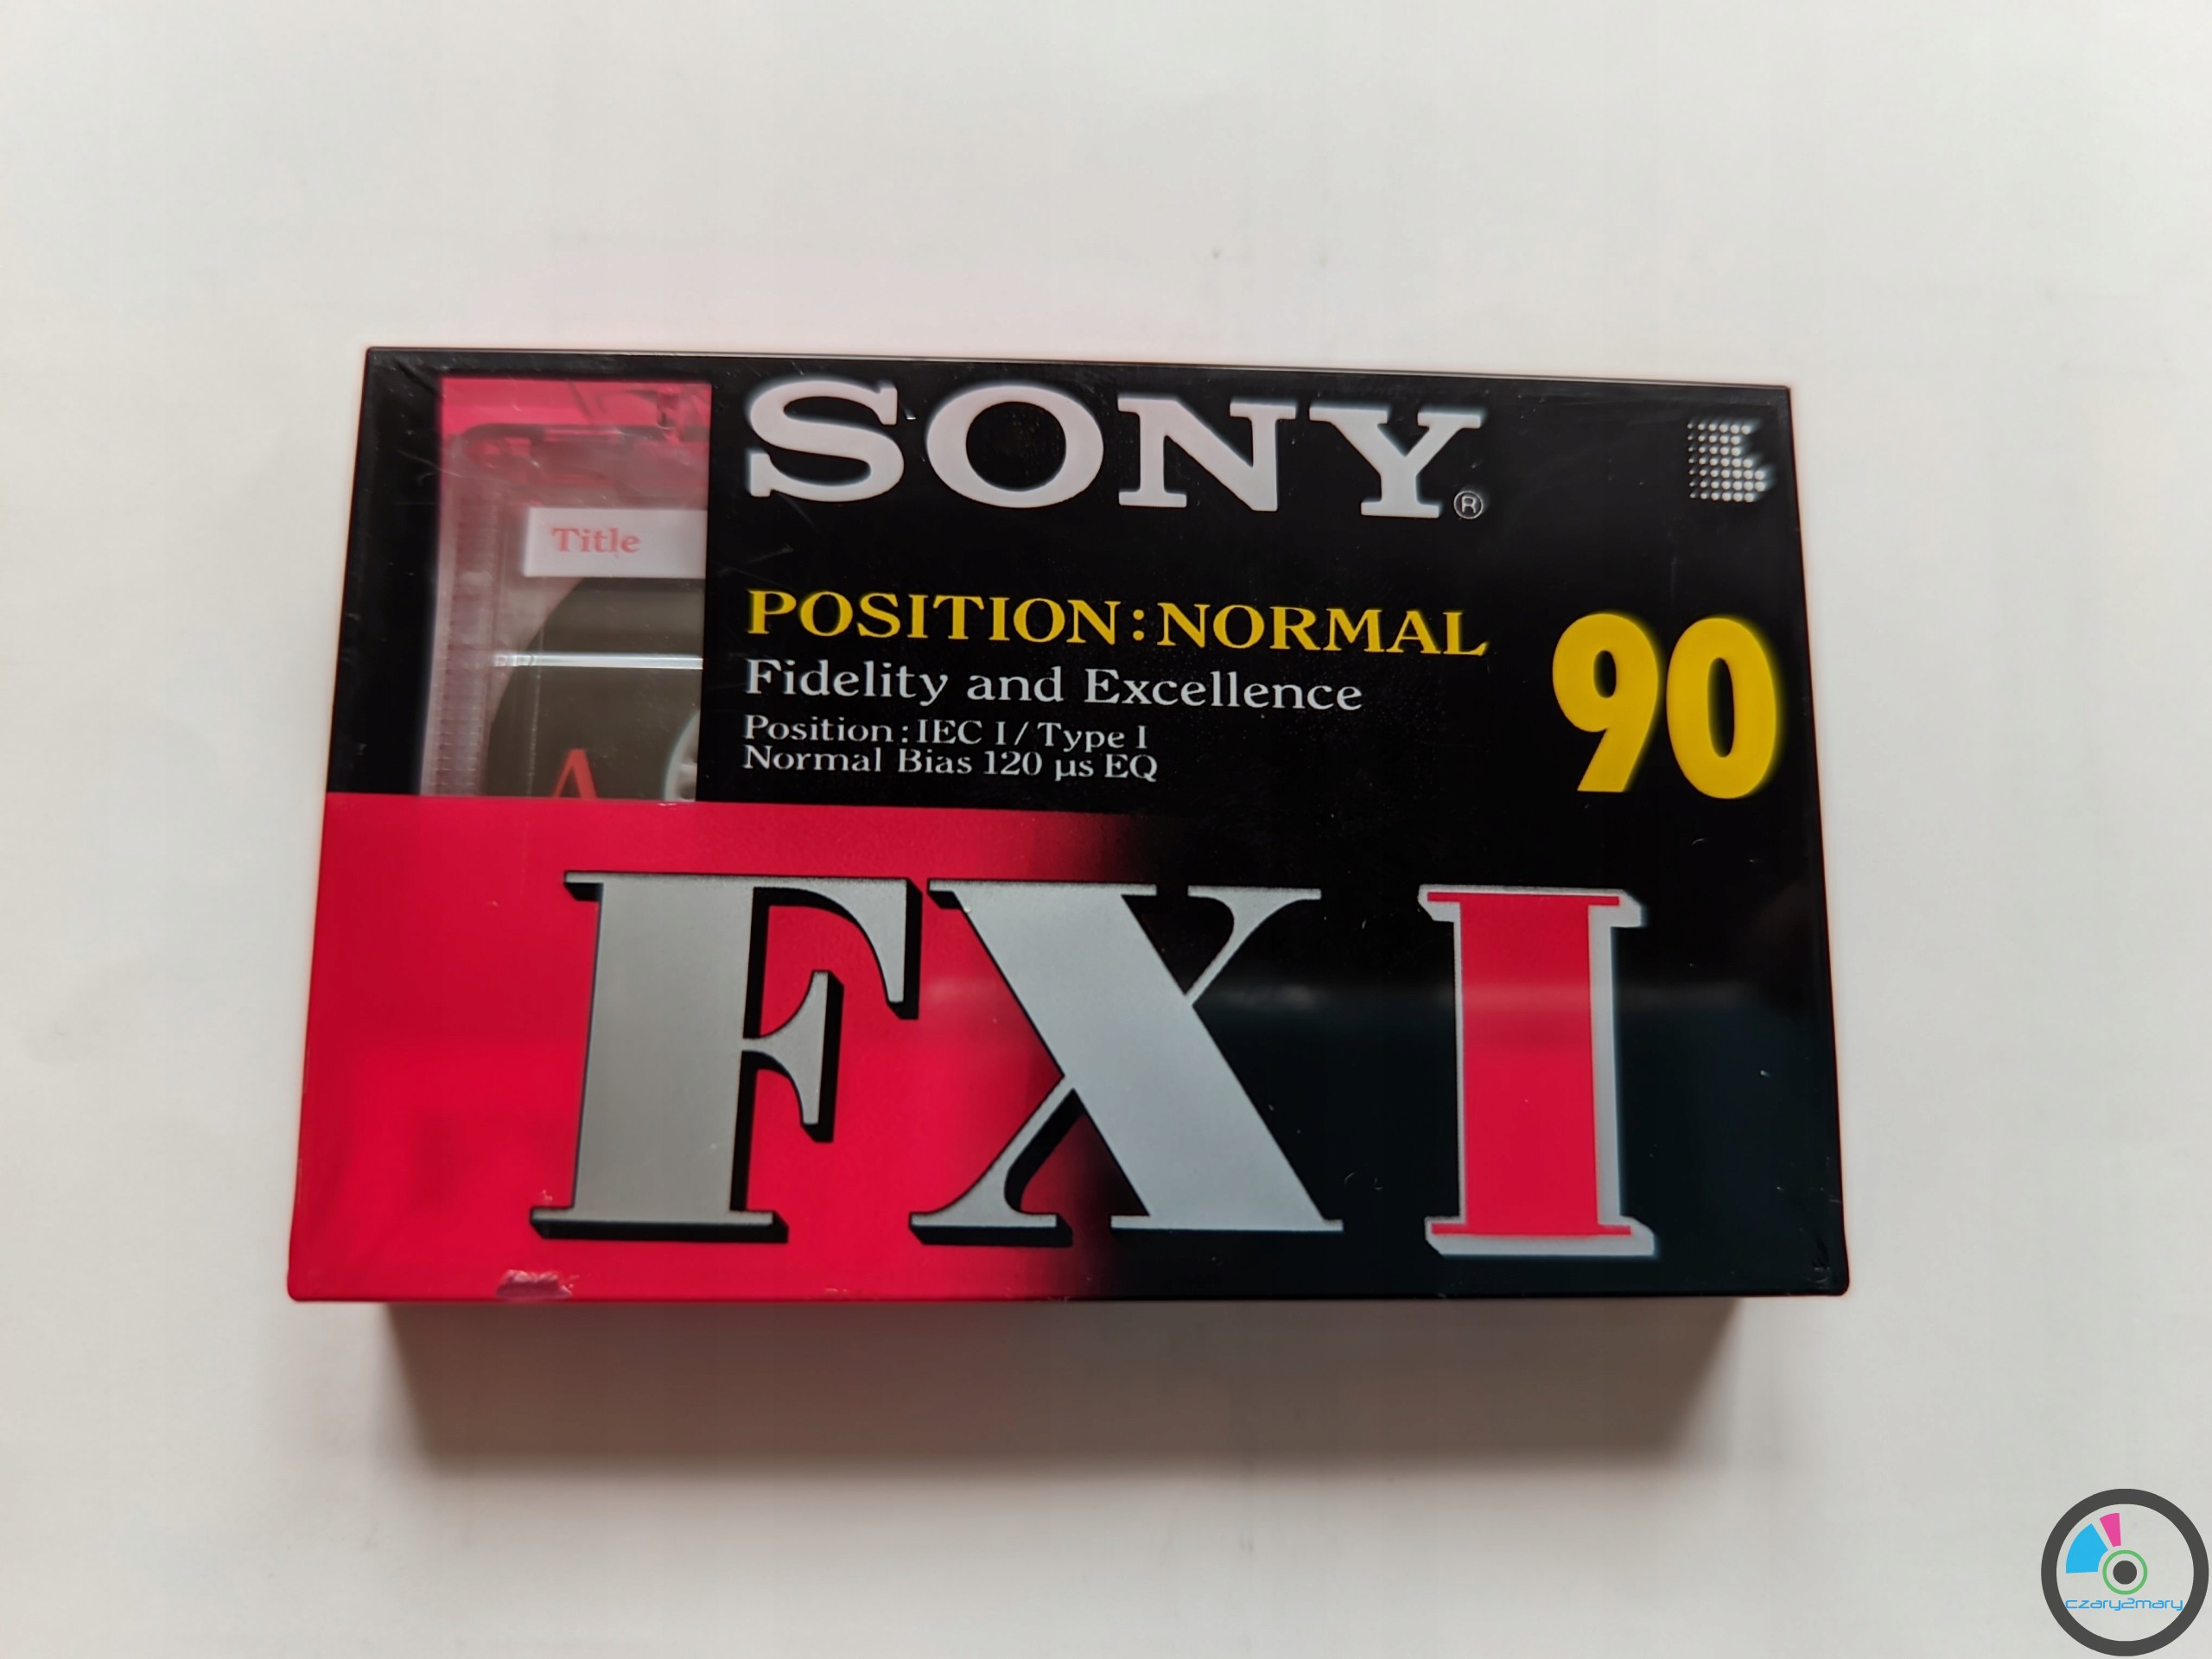 SONY®
Title
POSITION:NORMAL
90
Fidelity and Excellence
Position:IEC I/Type I
Normal Bias 120 µs EQ
A
FX I
czary2mary